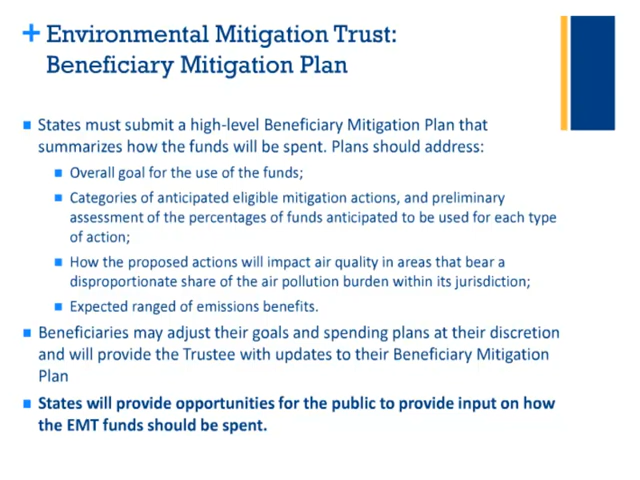 + Environmental Mitigation Trust:
Beneficiary Mitigation Plan
States must submit a high-level Beneficiary Mitigation Plan that
summarizes how the funds will be spent. Plans should address:
Overall goal for the use of the funds;
Categories of anticipated eligible mitigation actions, and preliminary
assessment of the percentages of funds anticipated to be used for each type
of action;
How the proposed actions will impact air quality in areas that bear a
disproportionate share of the air pollution burden within its jurisdiction;
Expected ranged of emissions benefits.
Beneficiaries may adjust their goals and spending plans at their discretion
and will provide the Trustee with updates to their Beneficiary Mitigation
Plan
States will provide opportunities for the public to provide input on how
the EMT funds should be spent.